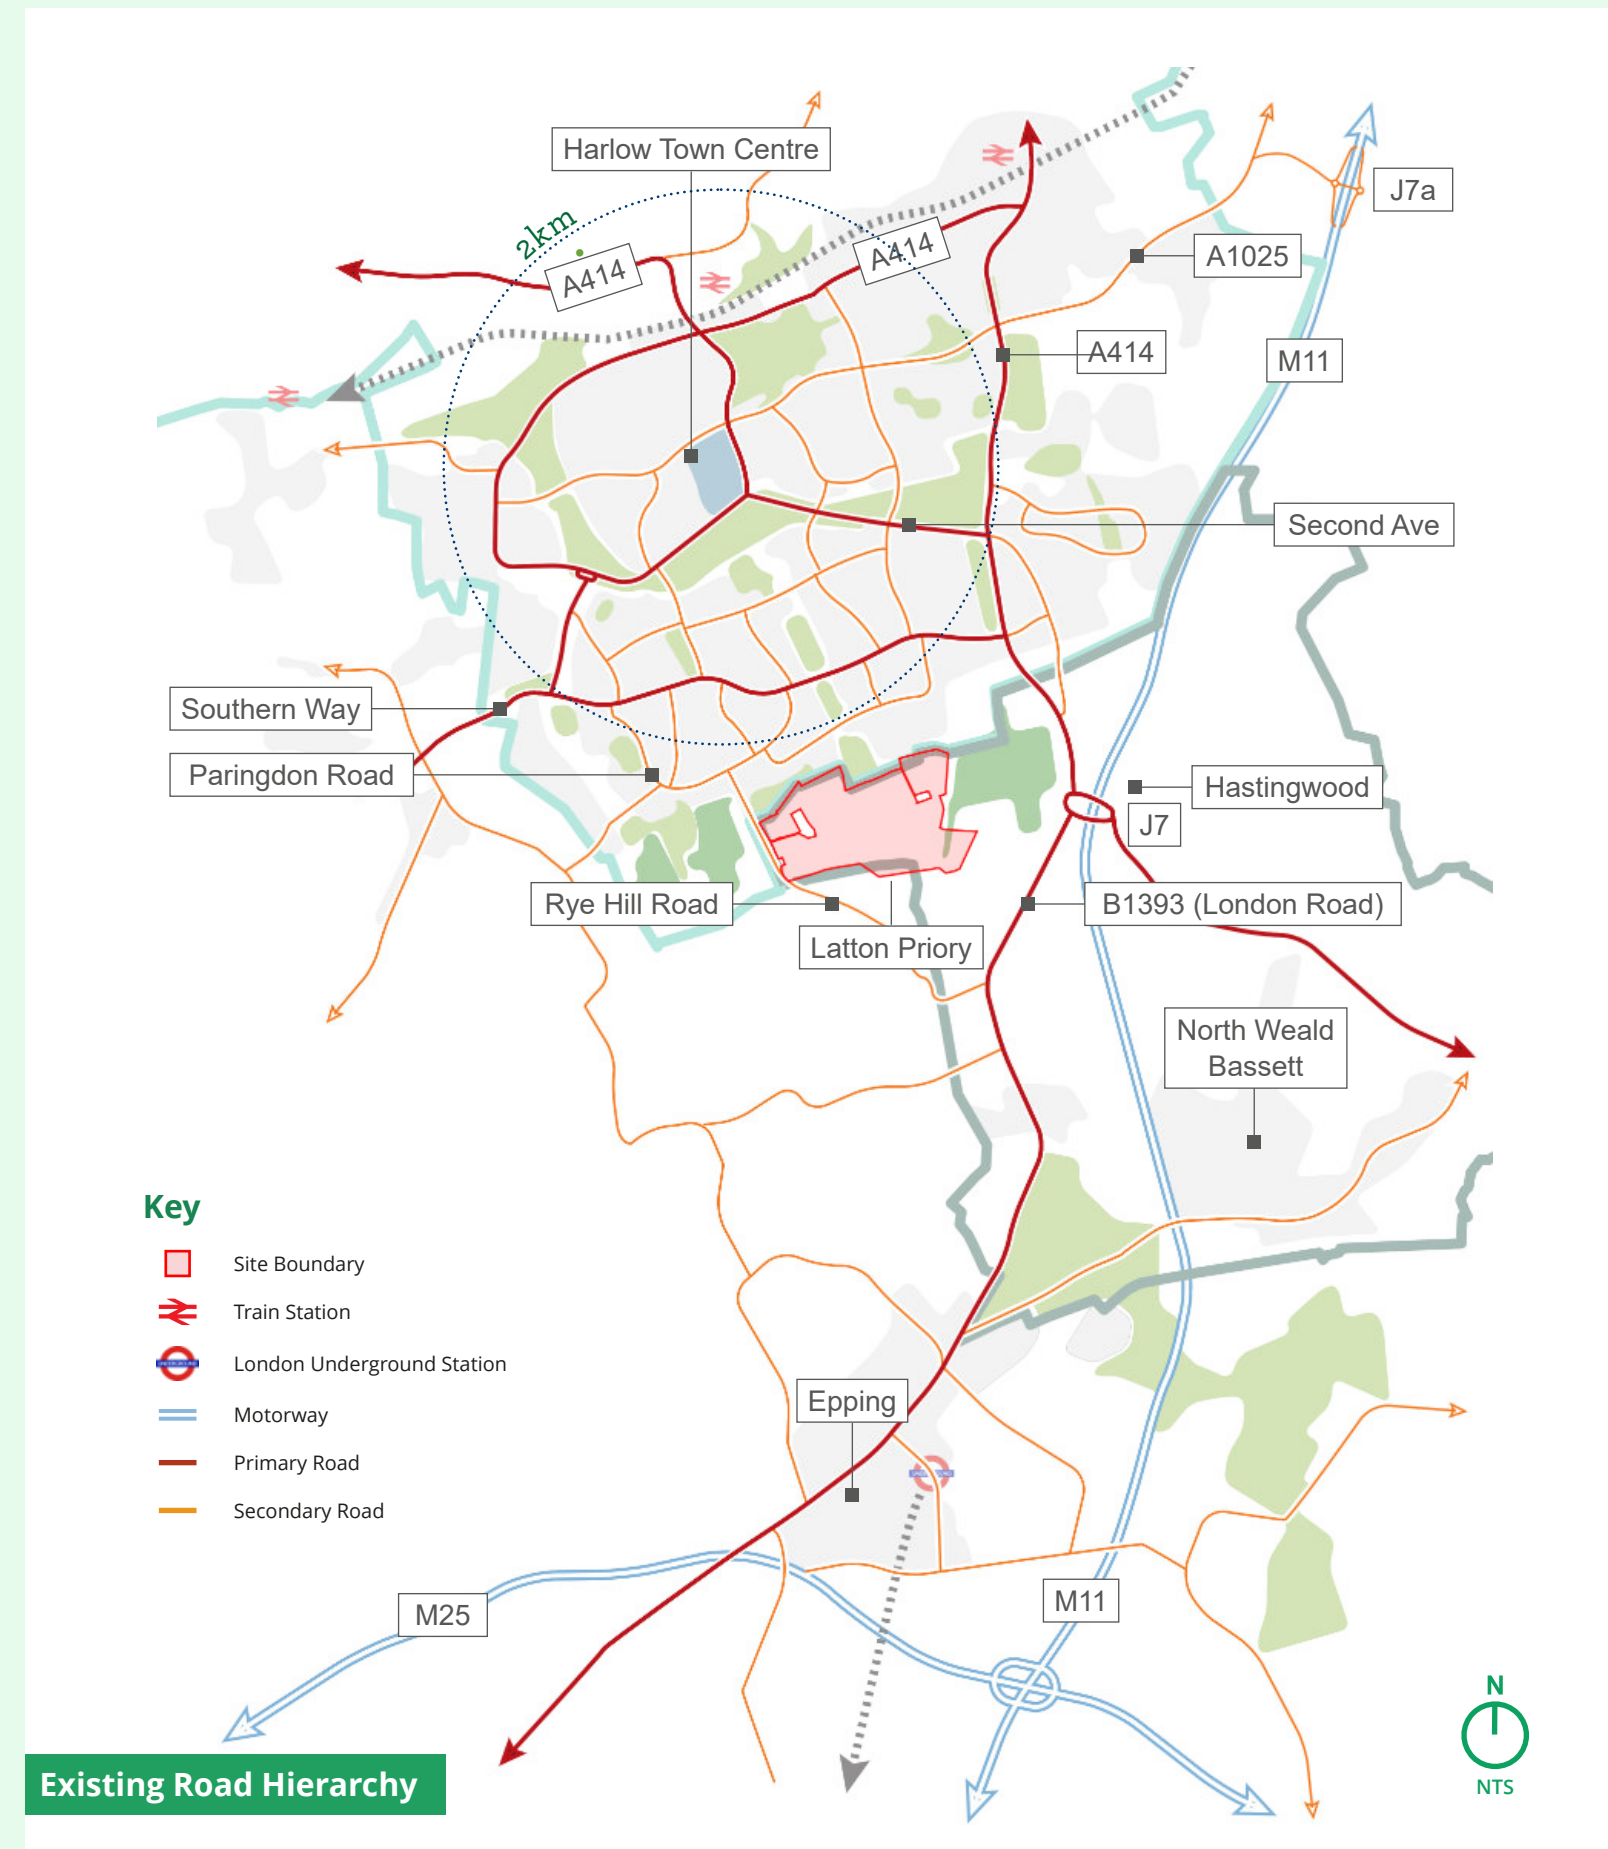 Harlow Town Centre
J7a
2km
A414
A414
A1025
A414
M11
Second Ave
Southern Way
Paringdon Road
Hastingwood
J7
Rye Hill Road
B1393 (London Road)
Latton Priory
North Weald
Bassett
Key
Site Boundary
Train Station
London Underground Station
Motorway
Primary Road
Secondary Road
Epping
M25
M11
N
NTS
Existing Road Hierarchy